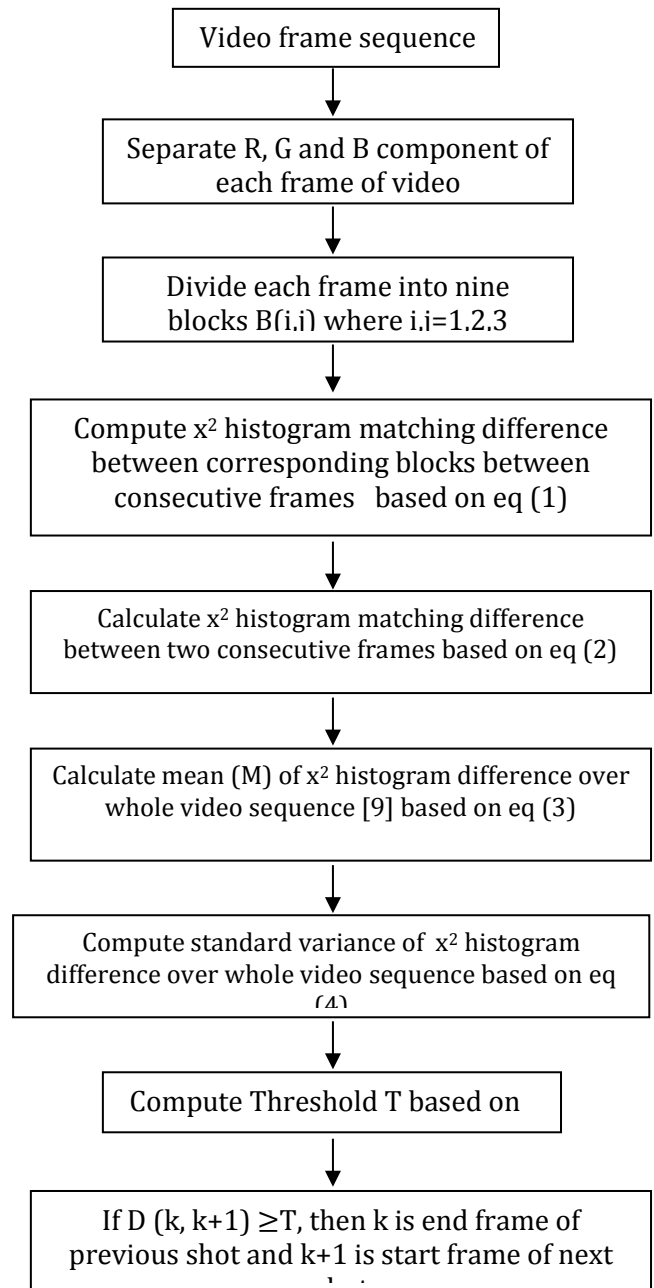 Video frame sequence
Separate R, G and B component of
each frame of video
Divide each frame into nine
blocks B(i,j) where i,j=1,2,3
Compute x² histogram matching difference
between corresponding blocks between
consecutive frames based on eq (1)
Calculate x² histogram matching difference
between two consecutive frames based on eq (2)
Calculate mean (M) of x² histogram difference over
whole video sequence [9] based on eq (3)
Compute standard variance of x² histogram
difference over whole video sequence based on eq
(4)
Compute Threshold T based on
If D (k, k+1) ≥T, then k is end frame of
previous shot and k+1 is start frame of next